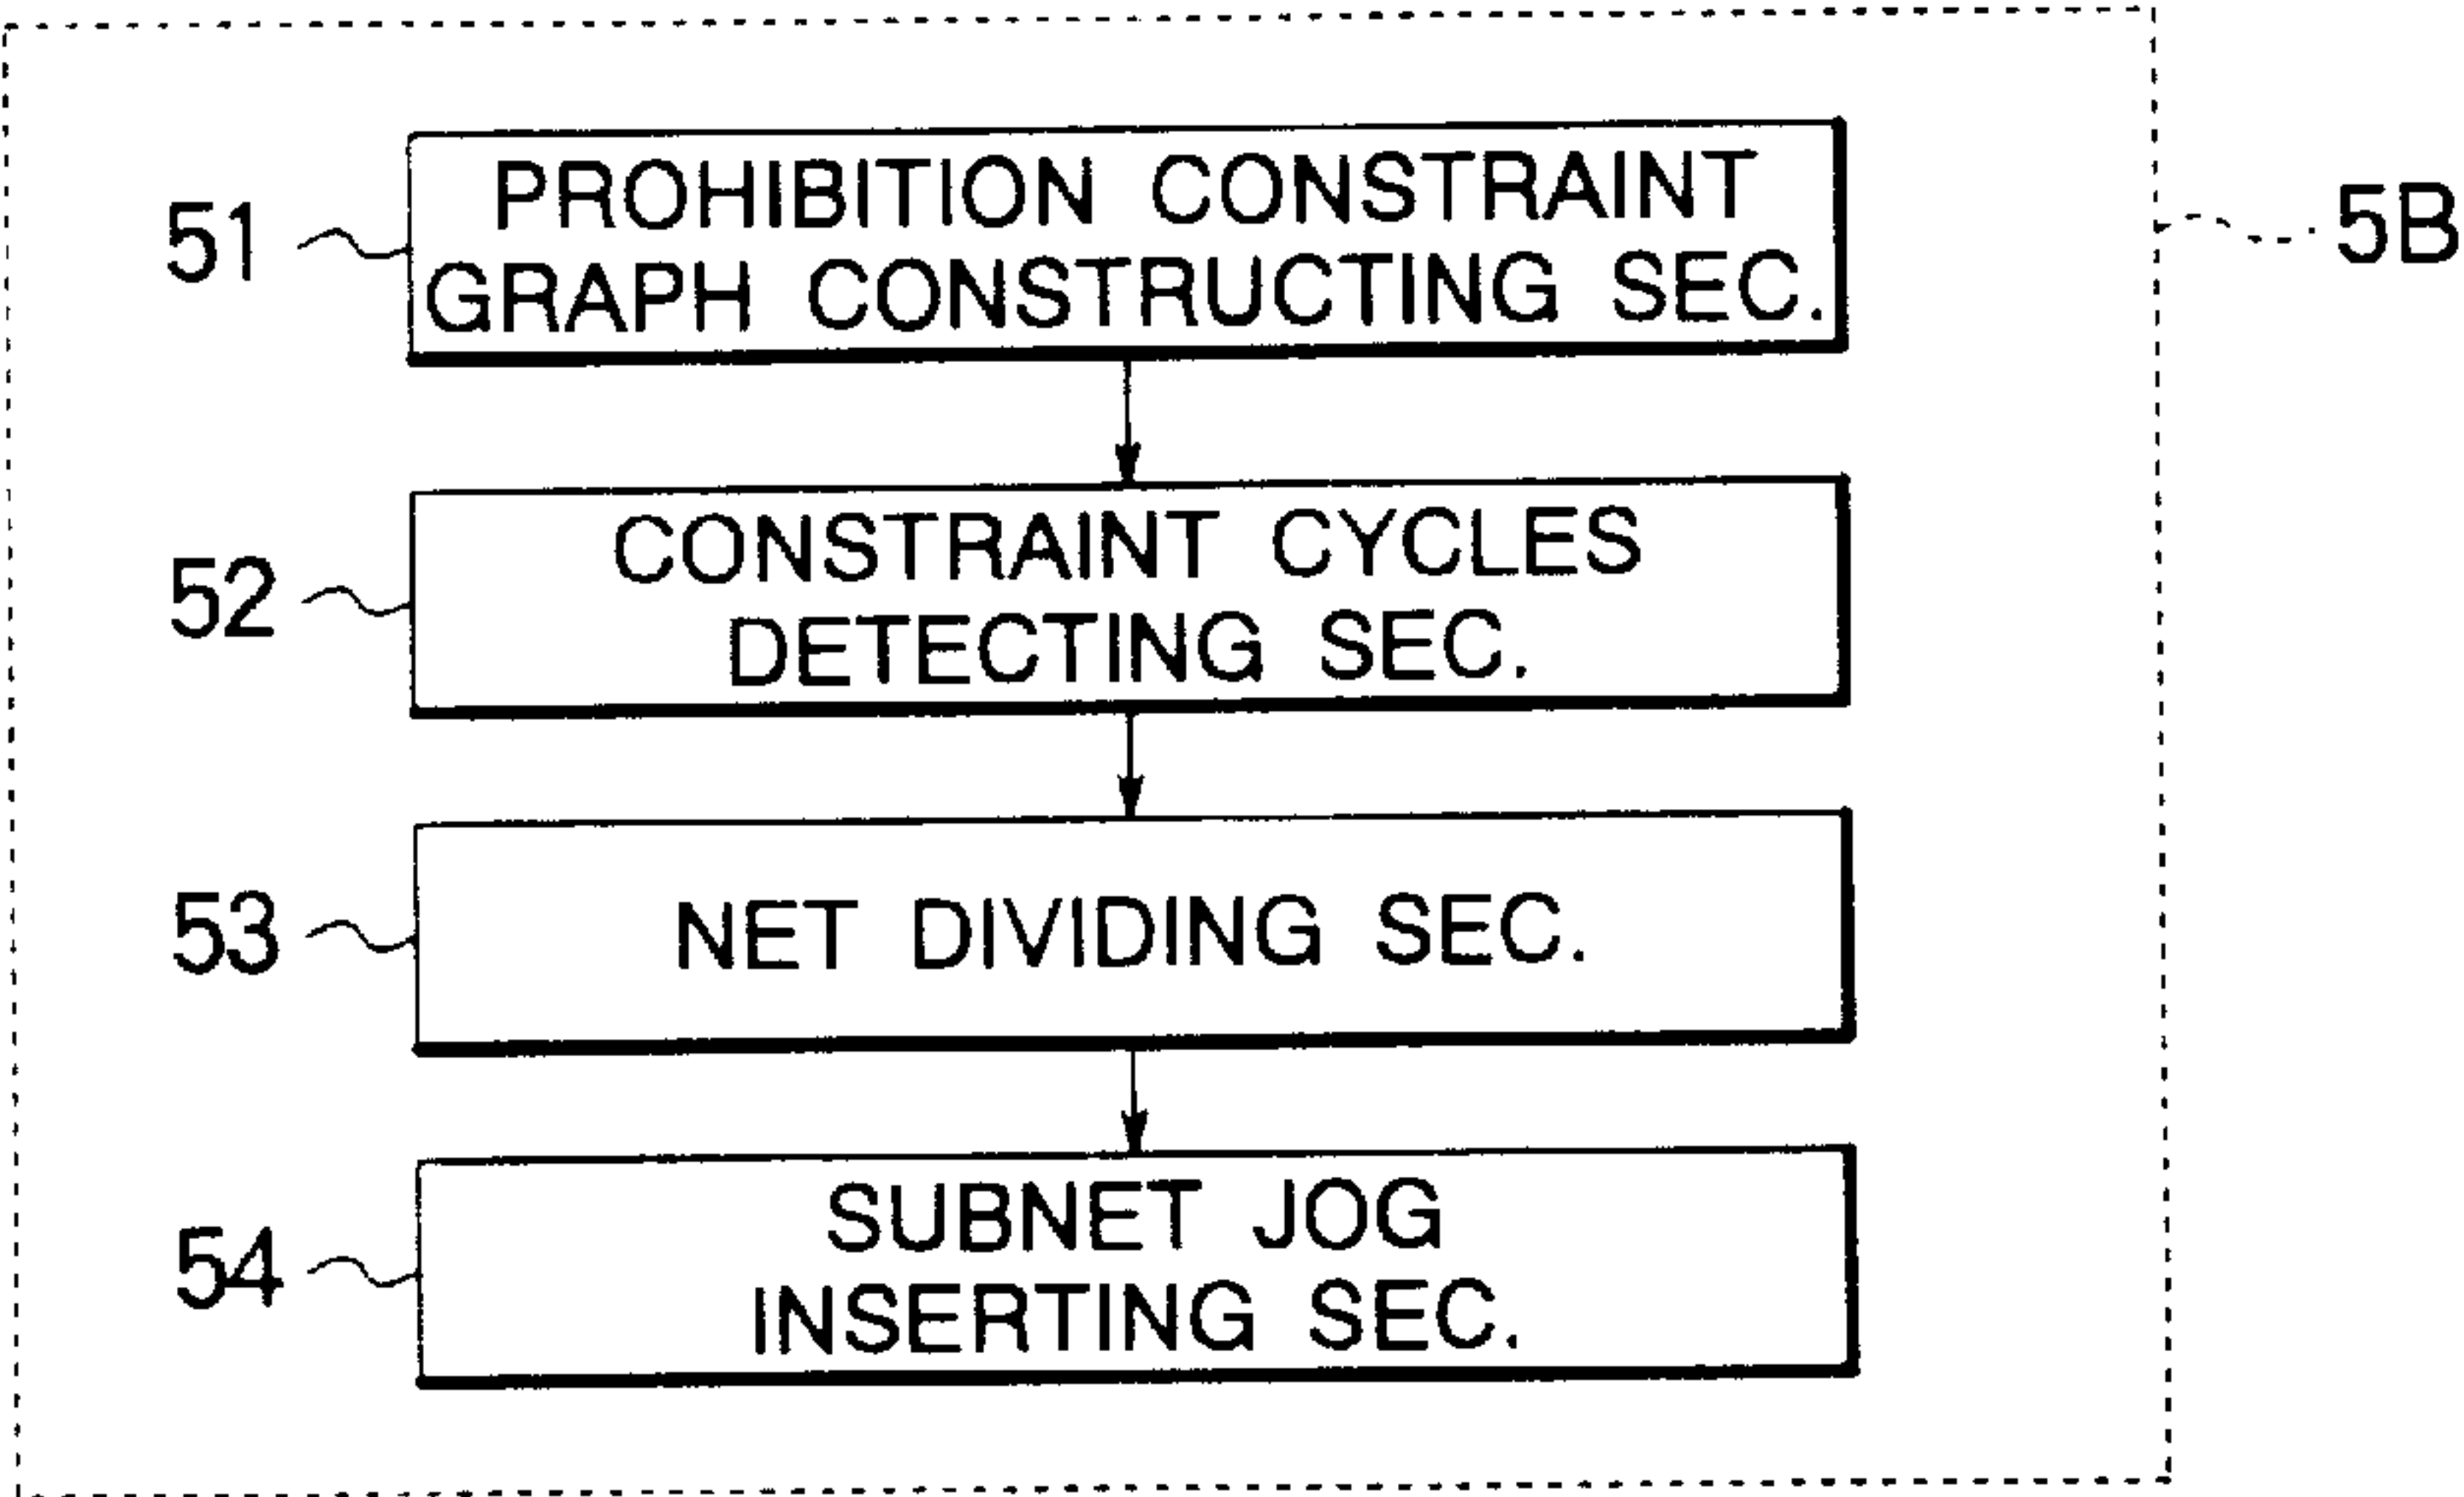 51
PROHIBITION CONSTRAINT
GRAPH CONSTRUCTING SEC.
5B
52
CONSTRAINT CYCLES
DETECTING SEC.
53
NET DIVIDING SEC.
54
SUBNET JOG
INSERTING SEC.